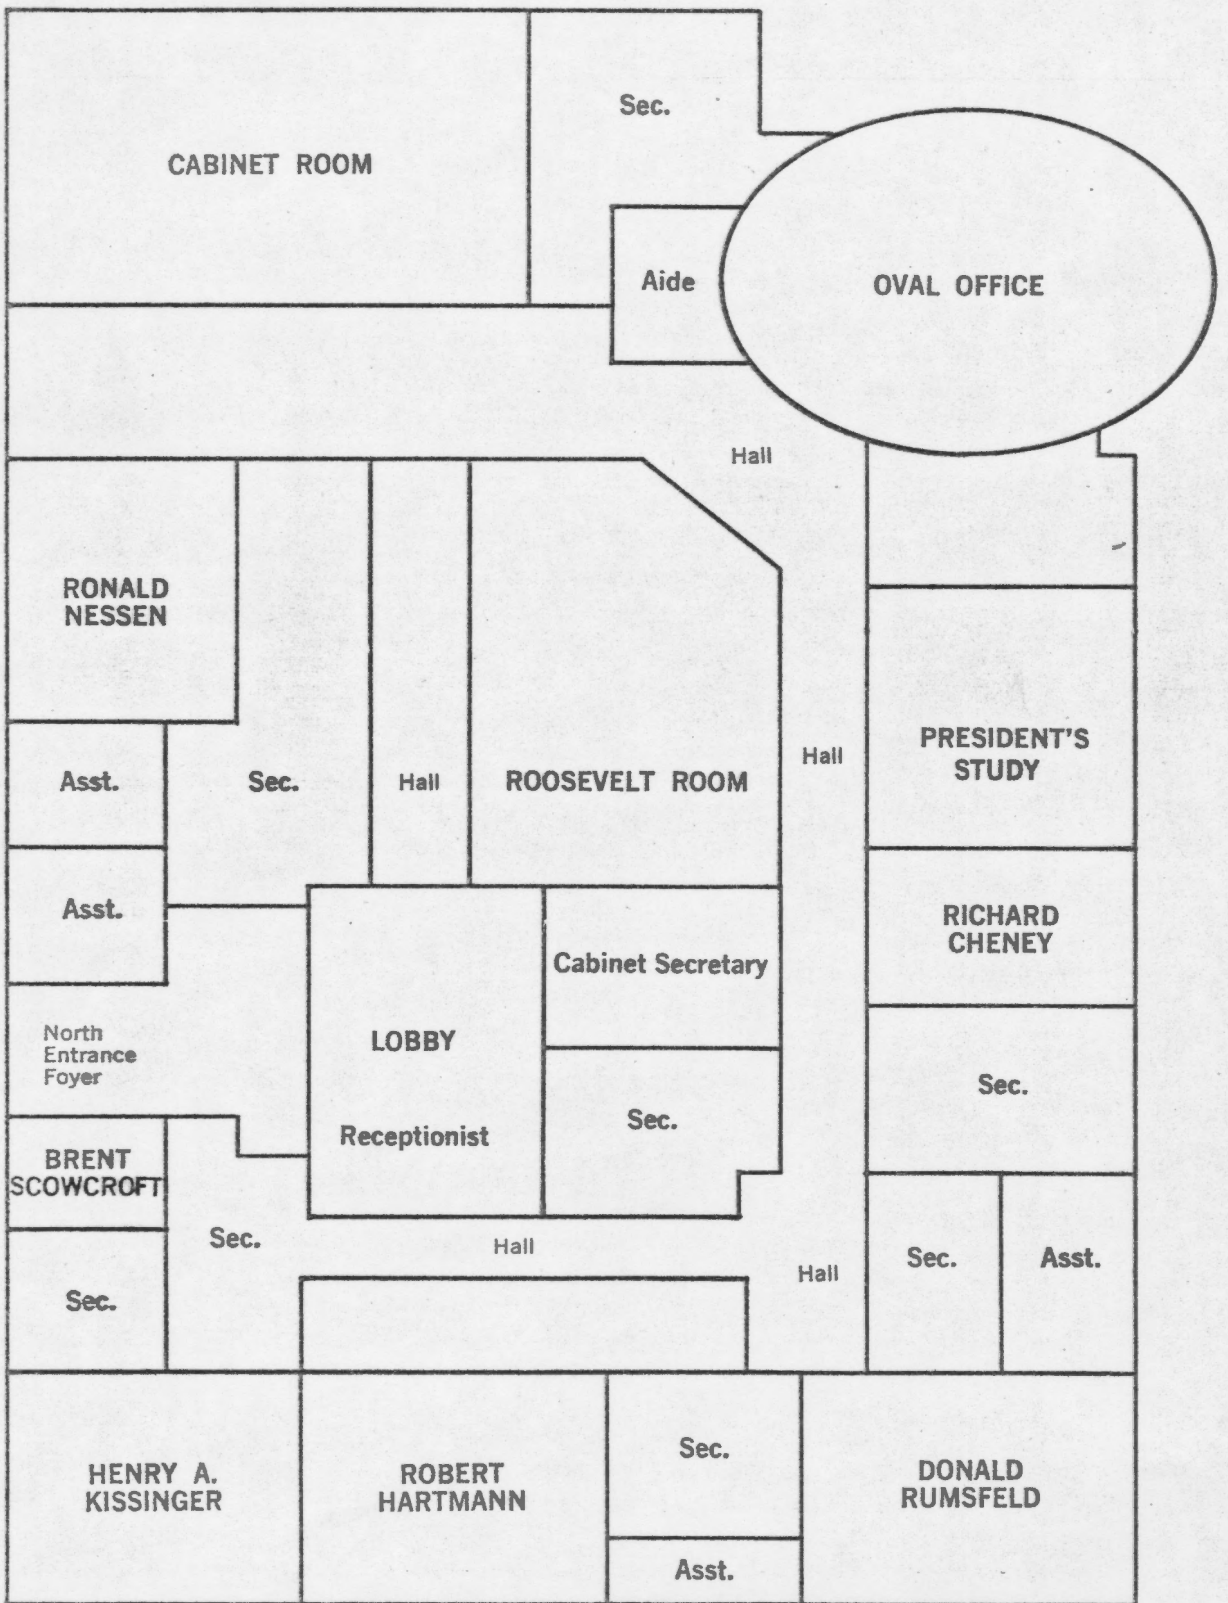 Sec.
CABINET ROOM
Aide
OVAL OFFICE
Hall
RONALD
NESSEN
Asst.
Sec.
Hall
ROOSEVELT ROOM
Hall
PRESIDENT'S
STUDY
Asst.
RICHARD
CHENEY
Cabinet Secretary
North
Entrance
Foyer
LOBBY
Receptionist
Sec.
Sec.
BRENT
SCOWCROFT
Sec.
Hall
Hall
Sec.
Asst.
Sec.
HENRY A.
KISSINGER
ROBERT
HARTMANN
Sec.
DONALD
RUMSFELD
Asst.